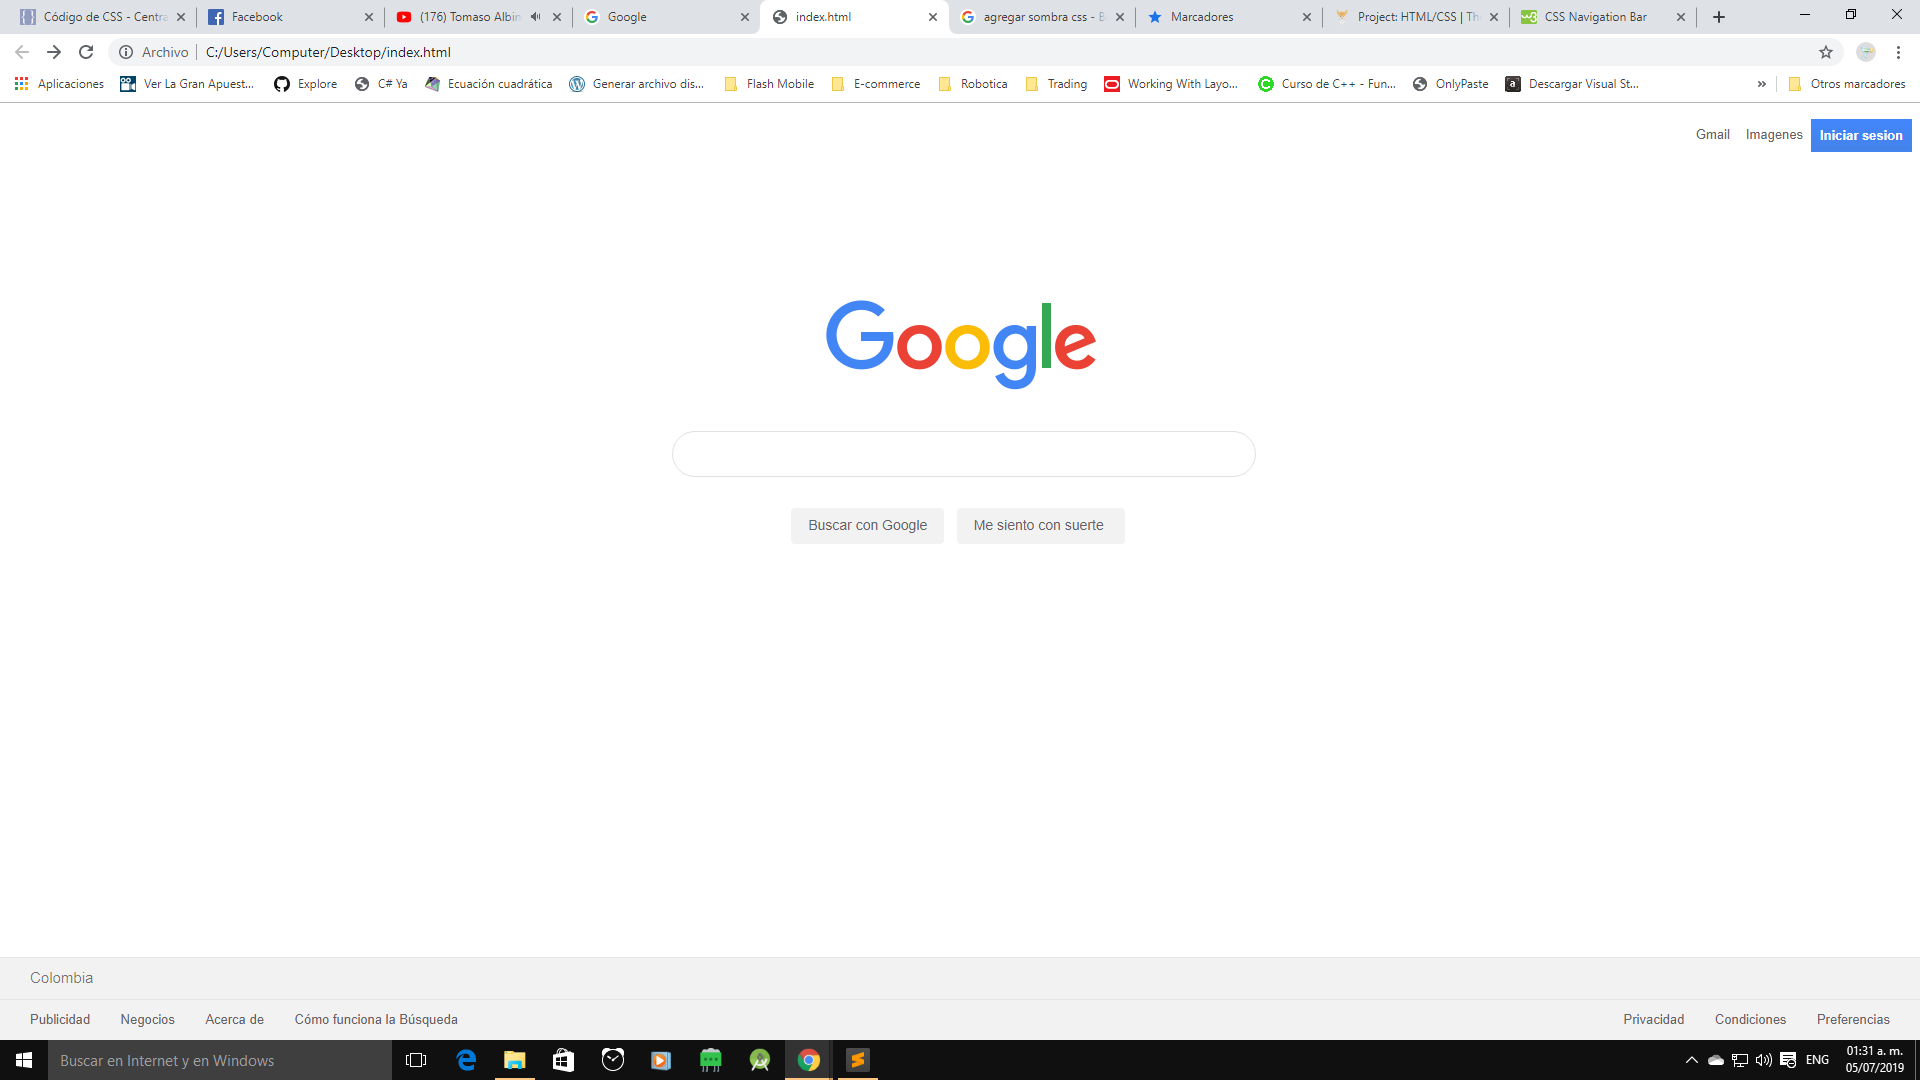 Código de CSS - Centra
Facebook
(176) Tomaso Albin
Google
index.html
agregar sombra css - B
Marcadores
Project: HTML/CSS | Th
CSS Navigation Bar
Archivo | C:/Users/Computer/Desktop/index.html
Aplicaciones
Ver La Gran Apuest...
Explore
C# Ya
Ecuación cuadrática
Generar archivo dis...
Flash Mobile
E-commerce
Robotica
Trading
Working With Layo...
Curso de C++ - Fun...
OnlyPaste
a
Descargar Visual St...
»
Otros marcadores
Gmail
Imagenes
Iniciar sesion
Google
Buscar con Google
Me siento con suerte
Colombia
Publicidad
Negocios
Acerca de
Cómo funciona la Búsqueda
Privacidad
Condiciones
Preferencias
Buscar en Internet y en Windows
ENG
01:31 a. m.
05/07/2019